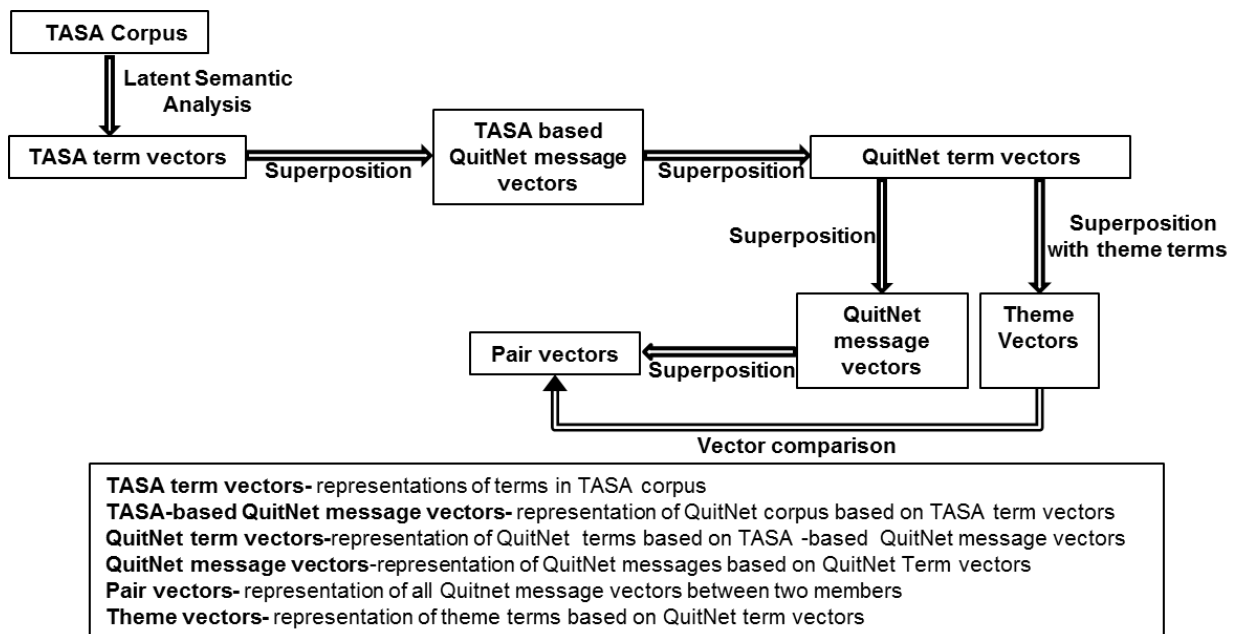 TASA Corpus
Latent Semantic
Analysis
TASA term vectors
Superposition
TASA based
QuitNet message
vectors
Superposition
QuitNet term vectors
Superposition
Superposition
with theme terms
QuitNet
message
vectors
Theme
Vectors
Pair vectors
Superposition
Vector comparison
TASA term vectors- representations of terms in TASA corpus
TASA-based QuitNet message vectors- representation of QuitNet corpus based on TASA term vectors
QuitNet term vectors-representation of QuitNet terms based on TASA -based QuitNet message vectors
QuitNet message vectors-representation of QuitNet messages based on QuitNet Term vectors
Pair vectors- representation of all Quitnet message vectors between two members
Theme vectors- representation of theme terms based on QuitNet term vectors